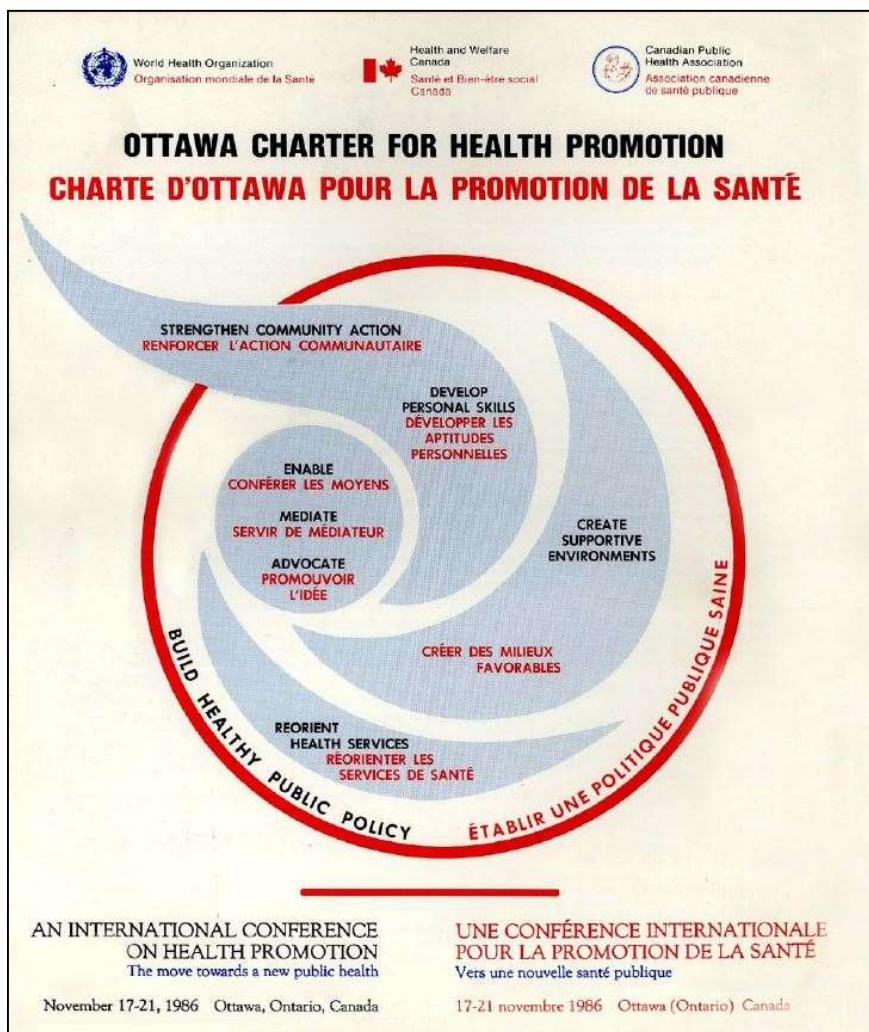 World Health Organization
Organisation mondiale de la Santé
Health and Welfare
Canada
Santé et Bien-être social
Canada
Canadian Public
Health Association
Association canadienne
de santé publique
OTTAWA CHARTER FOR HEALTH PROMOTION
CHARTE D'OTTAWA POUR LA PROMOTION DE LA SANTÉ
STRENGTHEN COMMUNITY ACTION
RENFORCER L'ACTION COMMUNAUTAIRE
DEVELOP
PERSONAL SKILLS
DÉVELOPPER LES
APTITUDES
PERSONNELLES
ENABLE
CONFÉRER LES MOYENS
MEDIATE
SERVIR DE MÉDIATEUR
ADVOCATE
PROMOUVOIR
L'IDÉE
CREATE
SUPPORTIVE
ENVIRONMENTS
CRÉER DES MILIEUX
FAVORABLES
REORIENT
HEALTH SERVICES
RÉORIENTER LES
SERVICES DE SANTÉ
BUILD HEALTHY PUBLIC POLICY
ÉTABLIR UNE POLITIQUE PUBLIQUE SAINE
AN INTERNATIONAL CONFERENCE
ON HEALTH PROMOTION
The move towards a new public health
November 17-21, 1986 Ottawa, Ontario, Canada
UNE CONFÉRENCE INTERNATIONALE
POUR LA PROMOTION DE LA SANTÉ
Vers une nouvelle santé publique
17-21 novembre 1986 Ottawa (Ontario) Canada